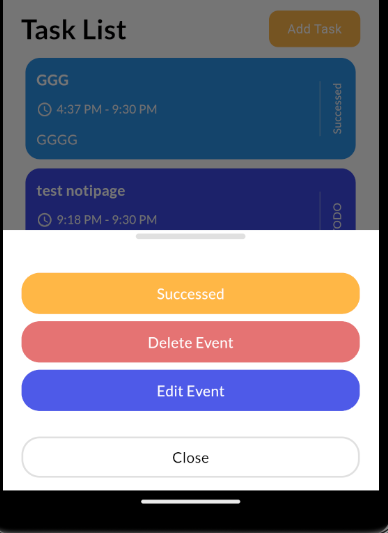 Task List
Add Task
GGG
4:37 PM - 9:30 PM
GGGG
Successed
test notipage
9:18 PM - 9:30 PM
TODO
Successed
Delete Event
Edit Event
Close